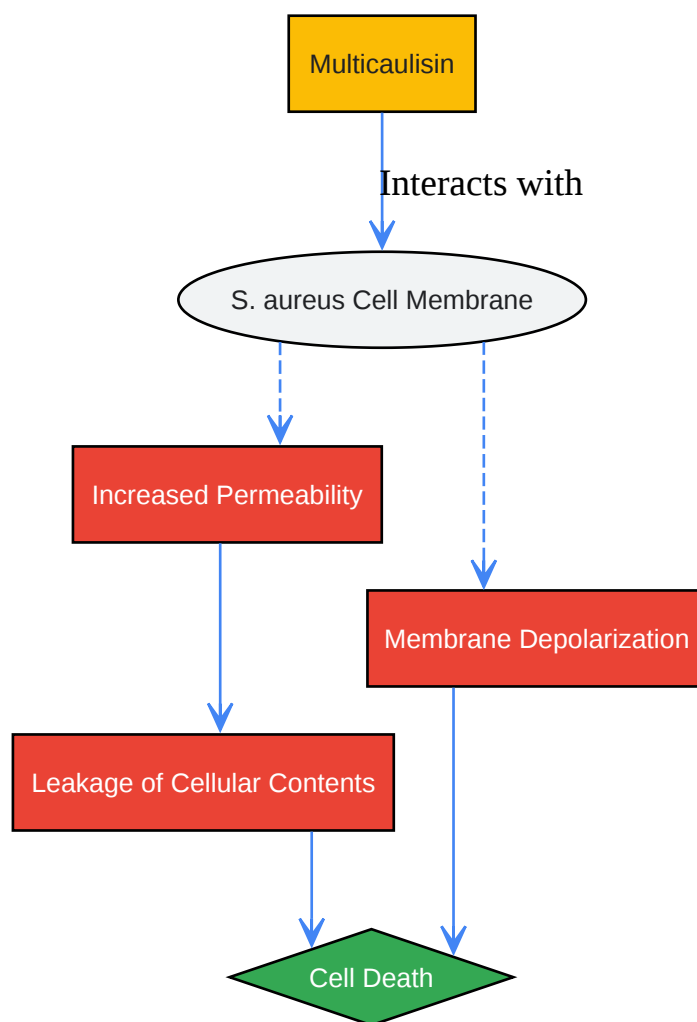 Multicaulisin
Interacts with
S. aureus Cell Membrane
Increased Permeability
Membrane Depolarization
Leakage of Cellular Contents
Cell Death